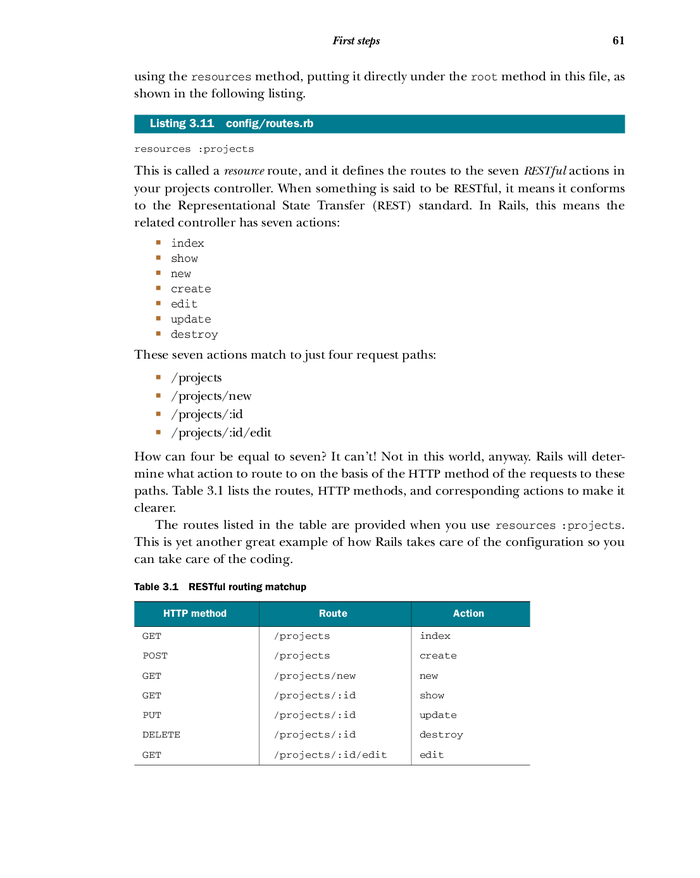 First steps 61
using the resources method, putting it directly under the root method in this file, as
shown in the following listing.
Listing 3.11 config/routes.rb
resources :projects
This is called a resource route, and it defines the routes to the seven RESTful actions in
your projects controller. When something is said to be RESTful, it means it conforms
to the Representational State Transfer (REST) standard. In Rails, this means the
related controller has seven actions:
■ index
■ show
■ new
■ create
■ edit
■ update
■ destroy
These seven actions match to just four request paths:
■ /projects
■ /projects/new
■ /projects/:id
■ /projects/:id/edit
How can four be equal to seven? It can't! Not in this world, anyway. Rails will deter-
mine what action to route to on the basis of the HTTP method of the requests to these
paths. Table 3.1 lists the routes, HTTP methods, and corresponding actions to make it
clearer.
The routes listed in the table are provided when you use resources :projects.
This is yet another great example of how Rails takes care of the configuration so you
can take care of the coding.
Table 3.1 RESTful routing matchup
HTTP method Route Action
GET /projects index
POST /projects create
GET /projects/new new
GET /projects/:id show
PUT /projects/:id update
DELETE /projects/:id destroy
GET /projects/:id/edit edit